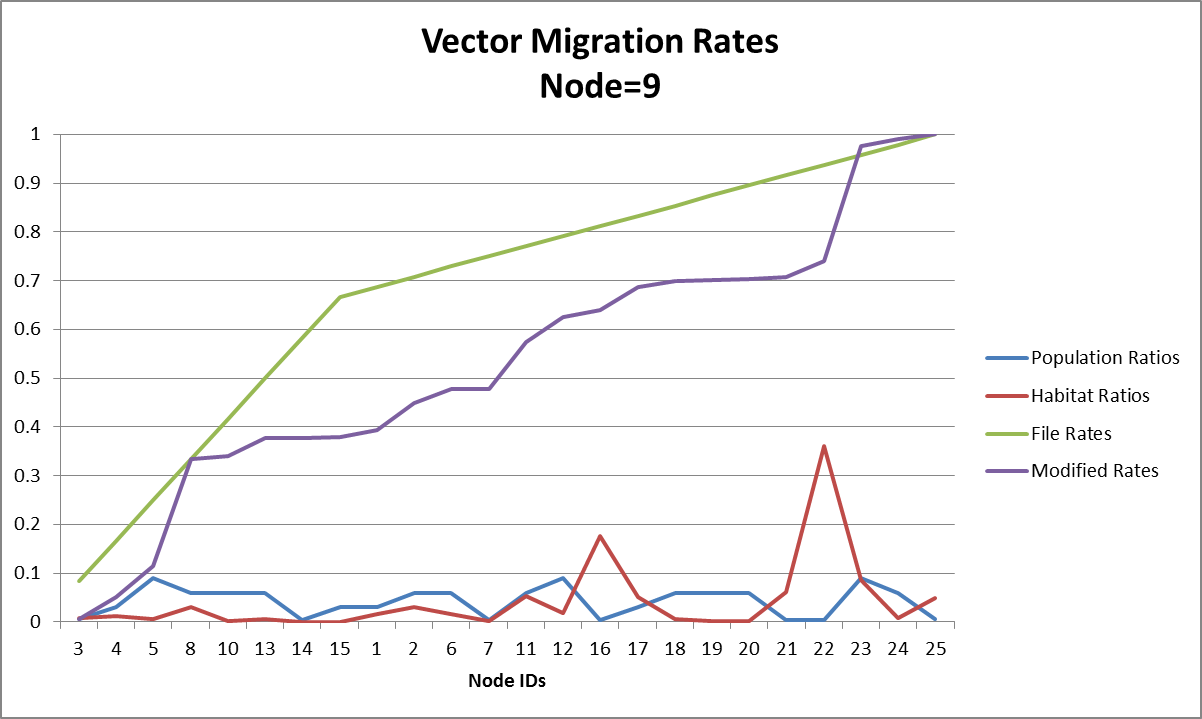 Vector Migration Rates
Node=9
1
0.9
0.8
0.7
0.6
0.5
0.4
0.3
0.2
0.1
0
3 4 5 8 10 13 14 15 1 2 6 7 11 12 16 17 18 19 20 21 22 23 24 25
Node IDs
Population Ratios
Habitat Ratios
File Rates
Modified Rates